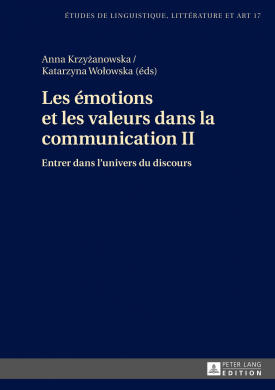 ÉTUDES DE LINGUISTIQUE, LITTÉRATURE ET ART 17
Anna Krzyżanowska /
Katarzyna Wołowska (éds)
Les émotions
et les valeurs dans la
communication II
Entrer dans l'univers du discours
PETER LANG
EDITION